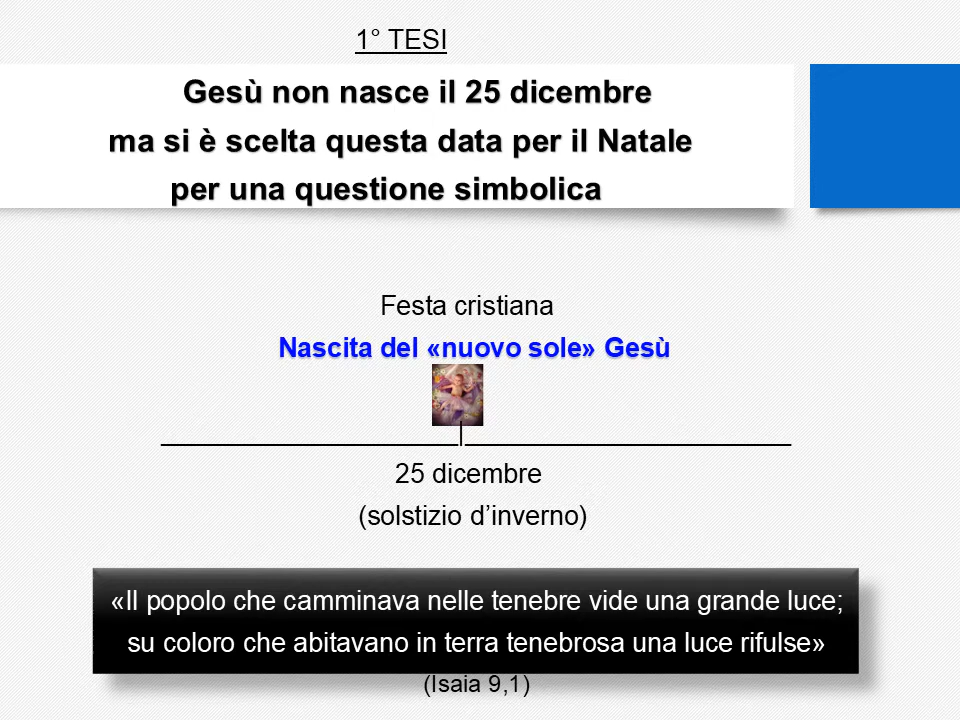 1° TESI
Gesù non nasce il 25 dicembre
ma si è scelta questa data per il Natale
per una questione simbolica
Festa cristiana
Nascita del «nuovo sole» Gesù
______________________|______________________
25 dicembre
(solstizio d’inverno)
«Il popolo che camminava nelle tenebre vide una grande luce;
su coloro che abitavano in terra tenebrosa una luce rifulse»
(Isaia 9,1)